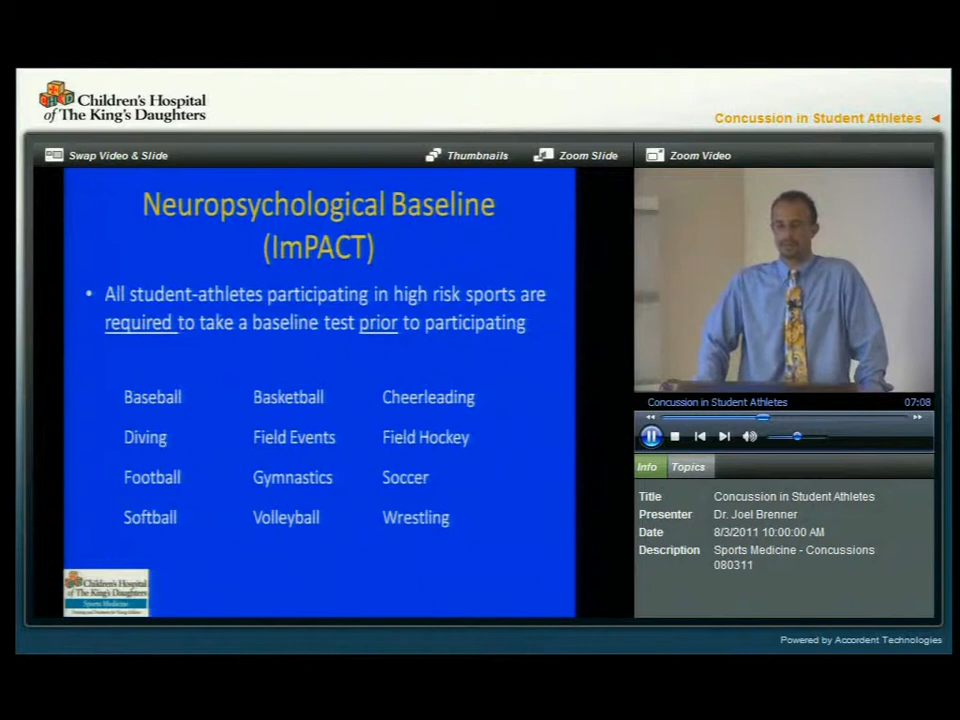 Children's Hospital
of The King's Daughters
Concussion in Student Athletes
Swap Video & Slide
Thumbnails
Zoom Slide
Zoom Video
Neuropsychological Baseline
(ImPACT)
• All student-athletes participating in high risk sports are
required to take a baseline test prior to participating
Baseball Basketball Cheerleading
Diving Field Events Field Hockey
Football Gymnastics Soccer
Softball Volleyball Wrestling
Children's Hospital
of The King's Daughters
Sports Medicine
Concussion in Student Athletes 07:08
Info Topics
Title Concussion in Student Athletes
Presenter Dr. Joel Brenner
Date 8/3/2011 10:00:00 AM
Description Sports Medicine - Concussions
080311
Powered by Accordent Technologies